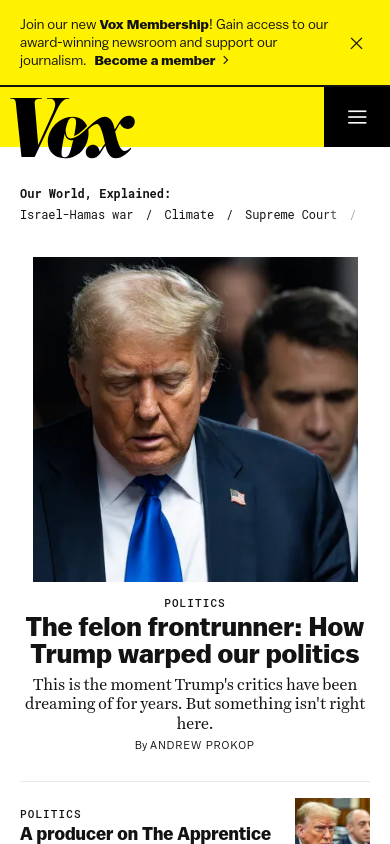 Join our new Vox Membership! Gain access to our
award-winning newsroom and support our
journalism. Become a member >
Vox
Our World, Explained:
Israel-Hamas war / Climate / Supreme Court /
POLITICS
The felon frontrunner: How
Trump warped our politics
This is the moment Trump's critics have been
dreaming of for years. But something isn't right
here.
By ANDREW PROKOP
POLITICS
A producer on The Apprentice